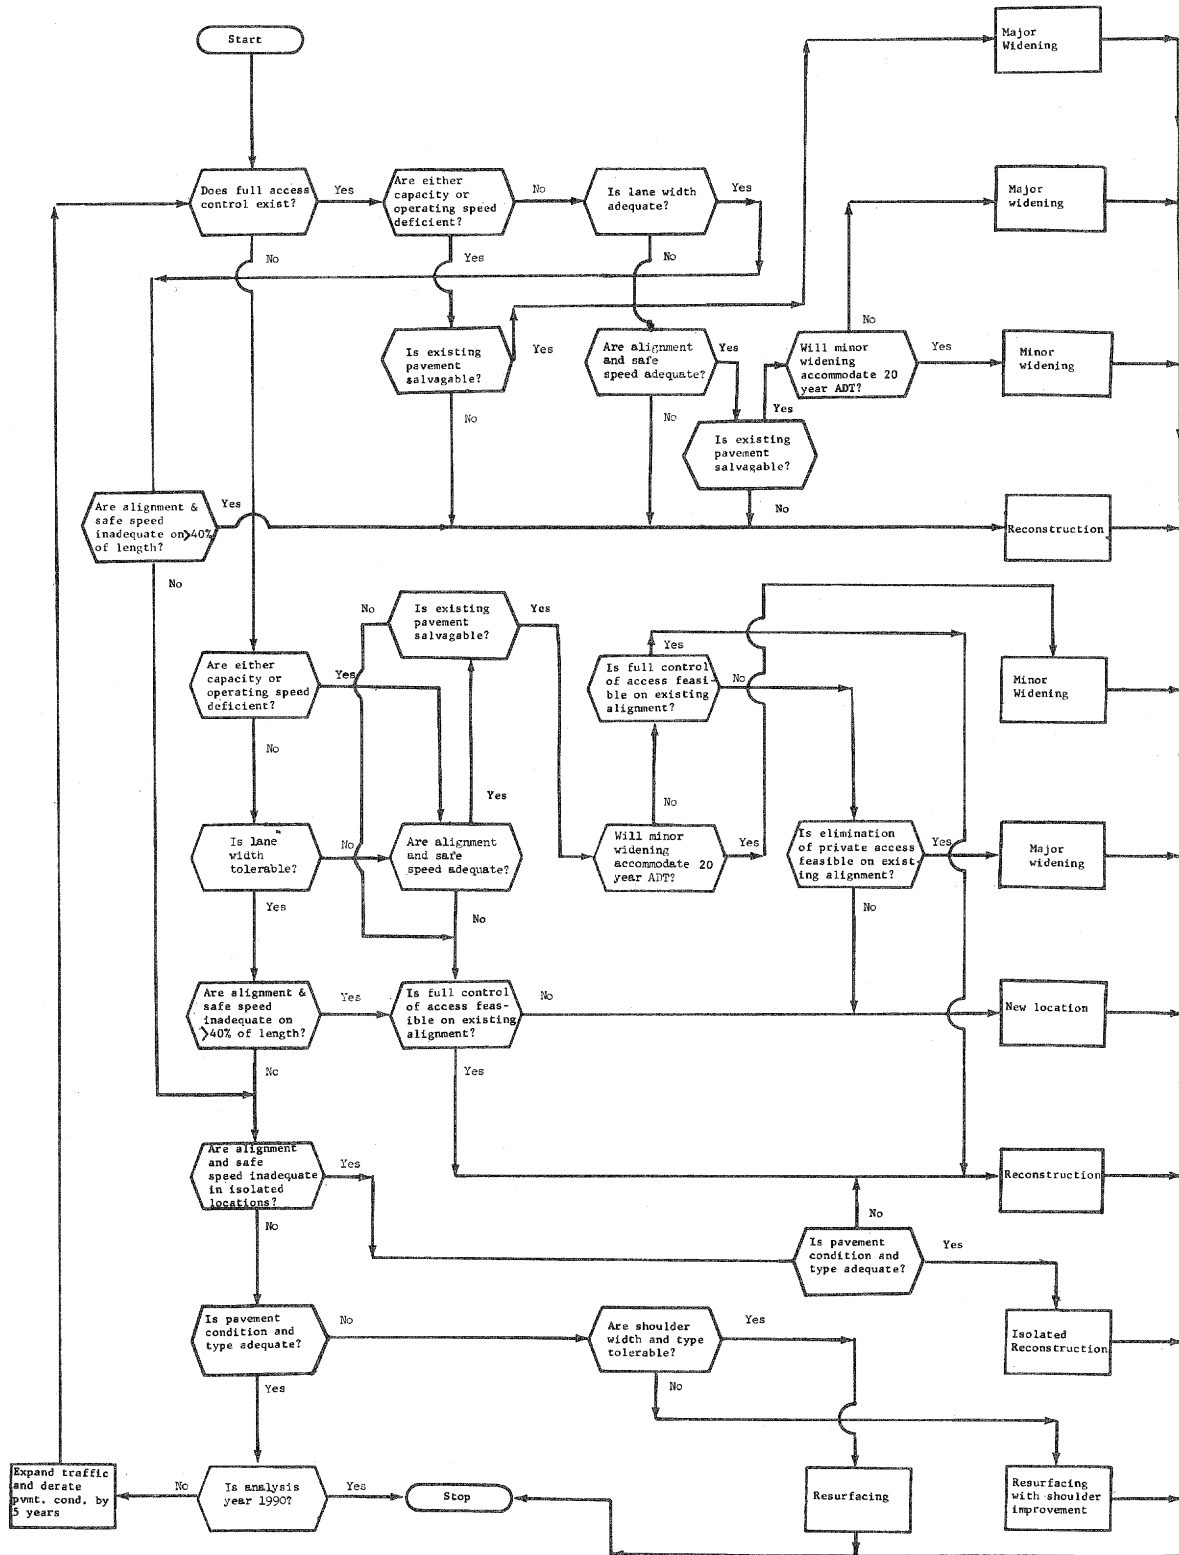 Start
Major
Widening
Does full access
control exist?
Yes
Are either
capacity or
operating speed
deficient?
No
Is lane width
adequate?
Yes
Major
widening
No
Yes
No
Is existing
pavement
salvagable?
Yes
No
Are alignment
and safe
speed adequate?
Yes
No
Will minor
widening
accommodate 20
year ADT?
No
Yes
Minor
widening
Yes
Is existing
pavement
salvagable?
No
Are alignment &
safe speed
inadequate on >40%
of length?
Yes
No
Reconstruction
No
Is existing
pavement
salvagable?
Yes
Are either
capacity or
operating speed
deficient?
Yes
No
Yes
Is full control
of access feasi-
ble on existing
alignment?
No
Minor
Widening
Yes
No
Is lane
width
tolerable?
No
Are alignment
and safe
speed adequate?
Will minor
widening
accommodate 20
year ADT?
Yes
Is elimination
of private access
feasible on exist
ing alignment?
Yes
Major
widening
Yes
No
No
Are alignment &
safe speed
inadequate on
>40% of length?
Yes
Is full control
of access feas-
ible on existing
alignment?
No
New location
No
Yes
Are alignment
and safe
speed inadequate
in isolated
locations?
Yes
Reconstruction
No
No
Is pavement
condition and
type adequate?
Yes
Is pavement
condition and
type adequate?
No
Are shoulder
width and type
tolerable?
Yes
Isolated
Reconstruction
Yes
No
Expand traffic
and derate
pvmt. cond. by
5 years
No
Is analysis
year 1990?
Yes
Stop
Resurfacing
Resurfacing
with shoulder
improvement